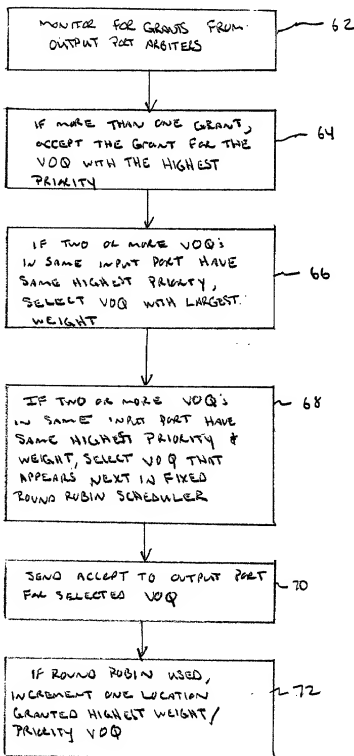 MONITOR FOR GRANTS FROM
OUTPUT PORT ARBITERS
62
IF MORE THAN ONE GRANT,
ACCEPT THE GRANT FOR THE
VOQ WITH THE HIGHEST
PRIORITY
64
IF TWO OR MORE VOQ's
IN SAME INPUT PORT HAVE
SAME HIGHEST PRIORITY,
SELECT VOQ WITH LARGEST
WEIGHT
66
IF TWO OR MORE VOQ's
IN SAME INPUT PORT HAVE
SAME HIGHEST PRIORITY &
WEIGHT, SELECT VOQ THAT
APPEARS NEXT IN FIXED
ROUND ROBIN SCHEDULER
68
SEND ACCEPT TO OUTPUT PORT
FOR SELECTED VOQ
70
IF ROUND ROBIN USED,
INCREMENT ONE LOCATION
GRANTED HIGHEST WEIGHT/
PRIORITY VOQ
72